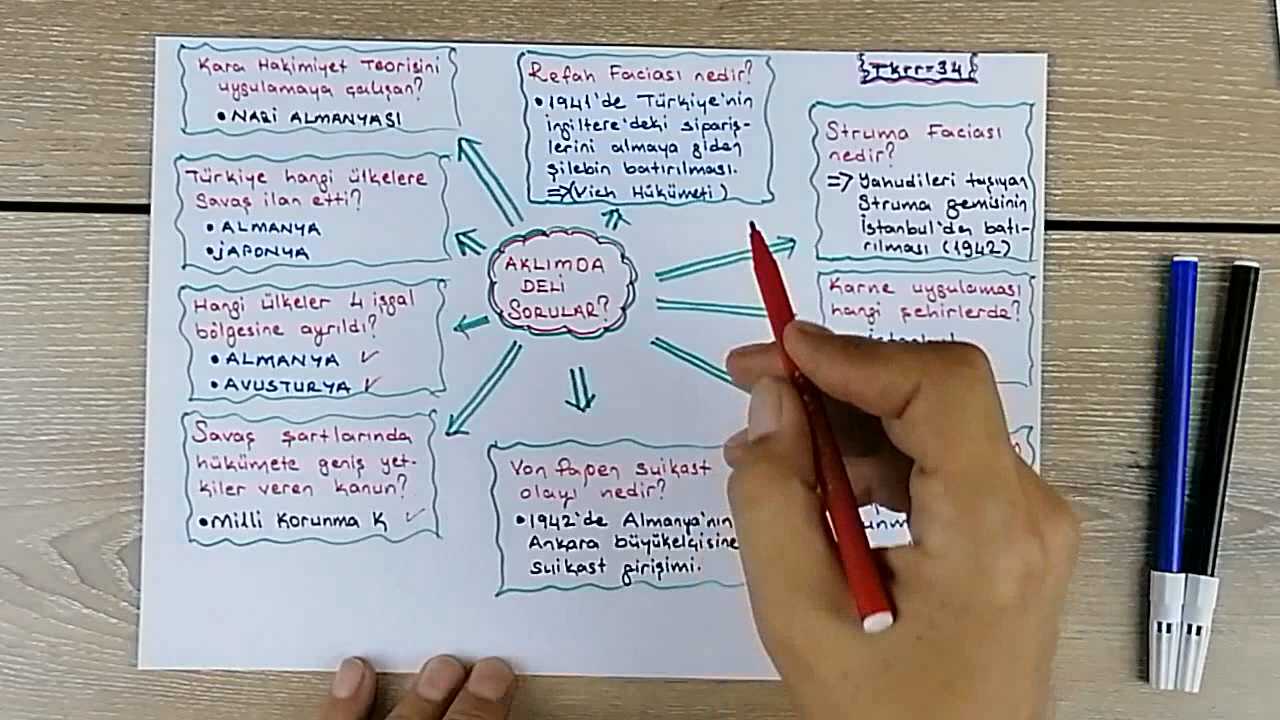 Kara Hakimiyet Teorisini
uygulamaya çalışan?
• NAZİ ALMANYASI
Türkiye hangi ülkelere
Savaş ilan etti?
• ALMANYA
• JAPONYA
Hangi ülkeler 4 işgal
bölgesine ayrıldı?
• ALMANYA ✓
• AVUSTURYA ✓
Savaş şartlarında
hükümete geniş yet-
kiler veren kanun?
• Milli Korunma K ✓
Refah Faciası nedir?
• 1941'de Türkiye'nin
İngiltere'deki sipariş-
lerini almaya giden
şilebin batırılması.
⇒ (Vich Hükümeti)
AKLIMDA
DELİ
SORULAR?
Von Papen suikast
olayı nedir?
• 1942'de Almanya'nın
Ankara büyükelçisine
suikast girişimi.
Tkrr=34
Struma Faciası
nedir?
⇒ Yahudileri taşıyan
Struma gemisinin
İstanbul'da batı-
rılması (1942)
Karne uygulaması
hangi şehirlerde?